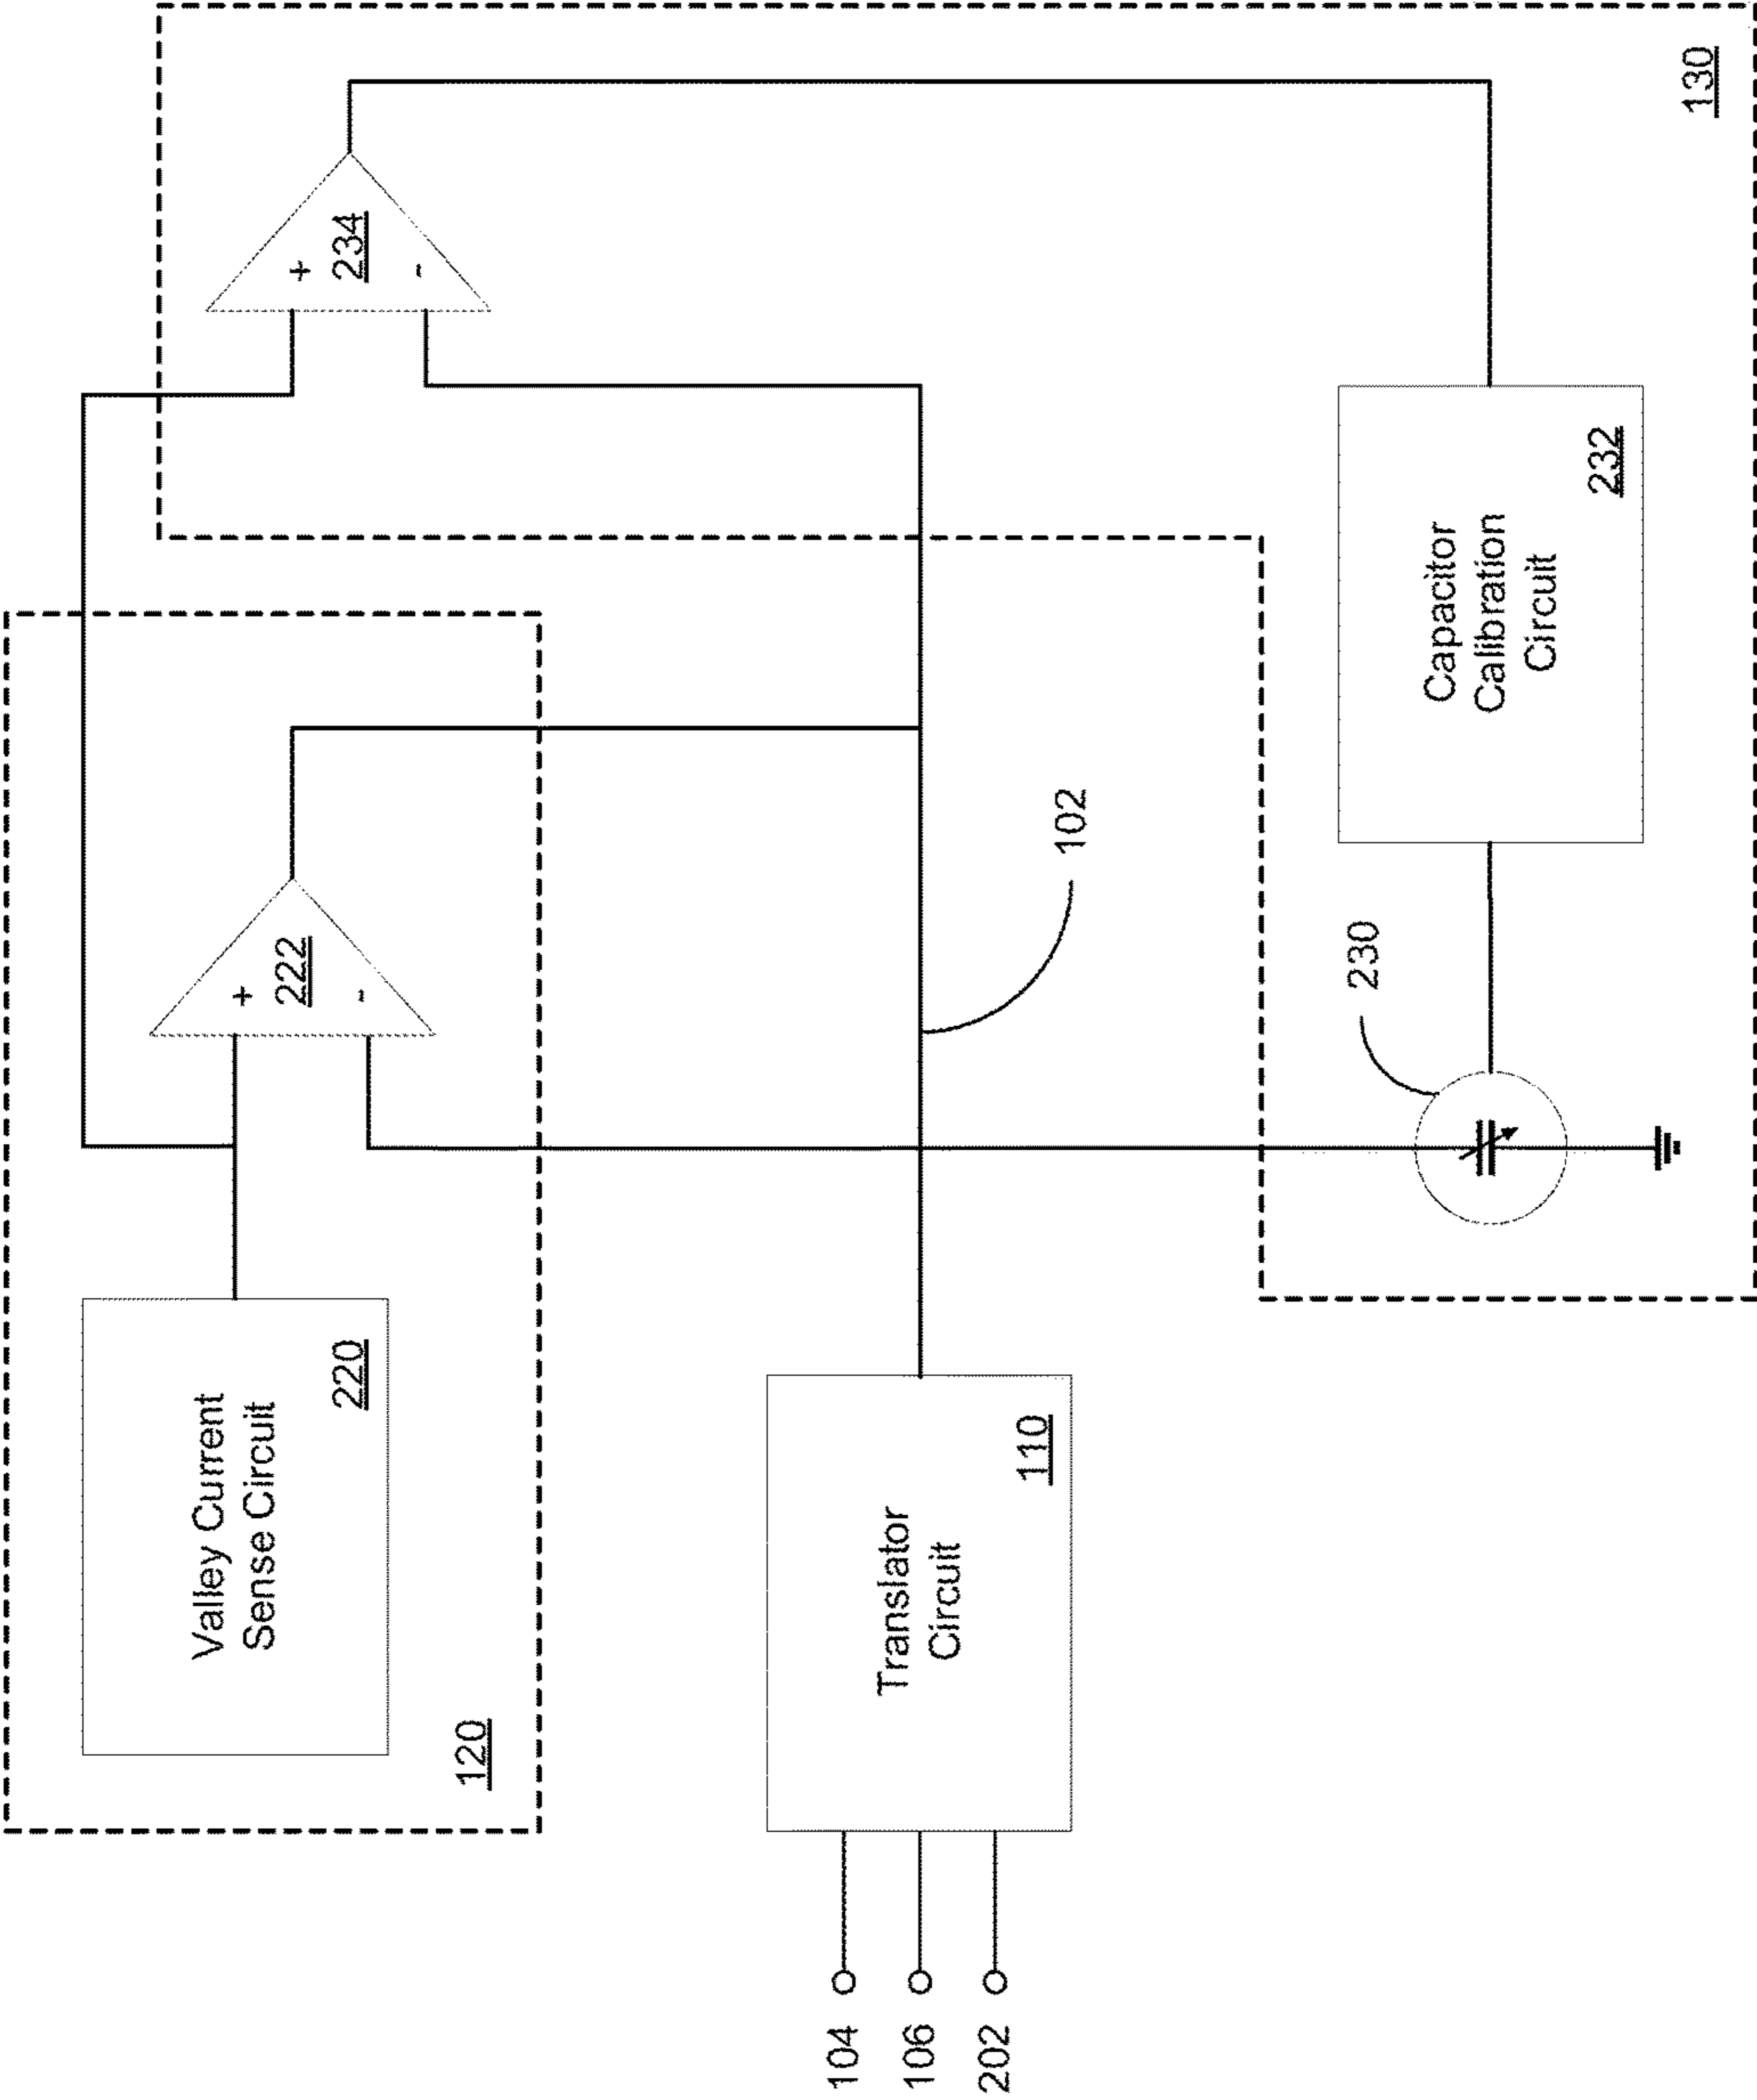 Valley Current
Sense Circuit
220
120
+
222
-
+
234
-
104
106
202
Translator
Circuit
110
102
230
Capacitor
Calibration
Circuit
232
130